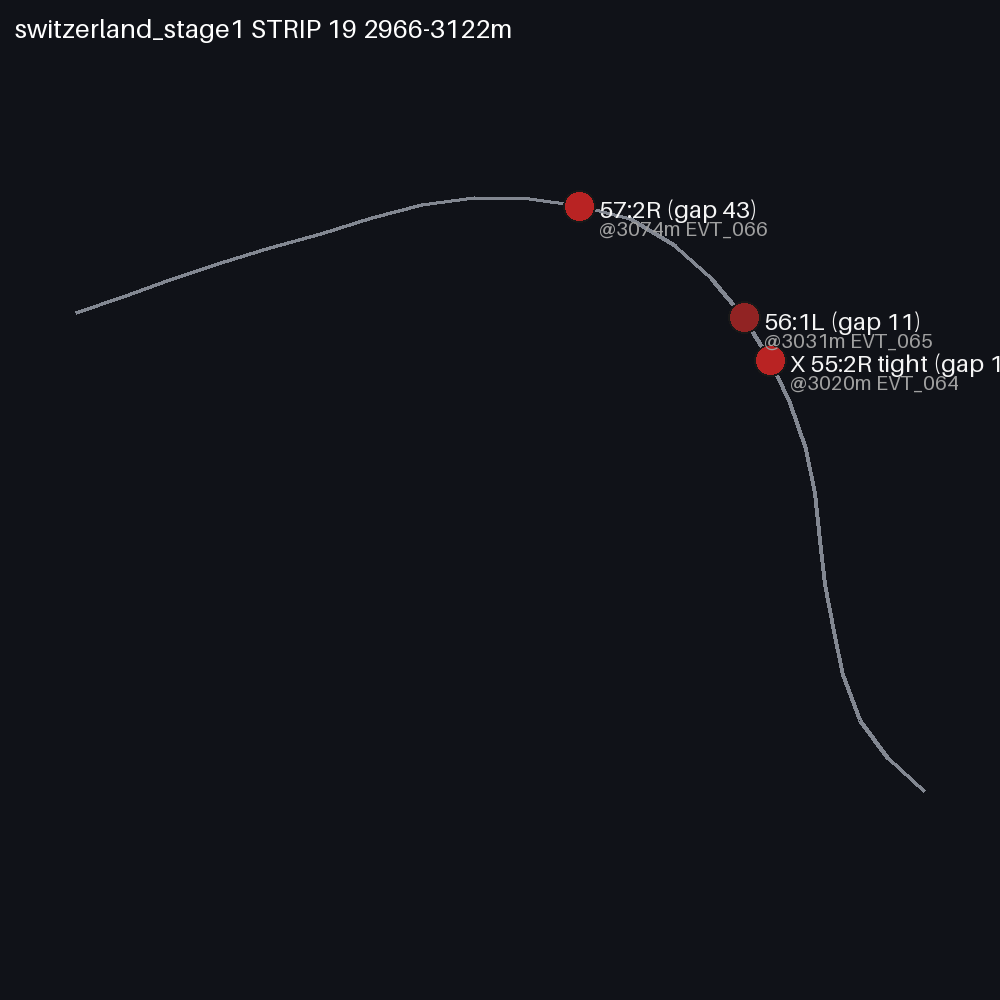 switzerland_stage1 STRIP 19 2966-3122m
57:2R (gap 43)
@3074m EVT_066
56:1L (gap 11)
@3031m EVT_065
X 55:2R tight (gap 1
@3020m EVT_064